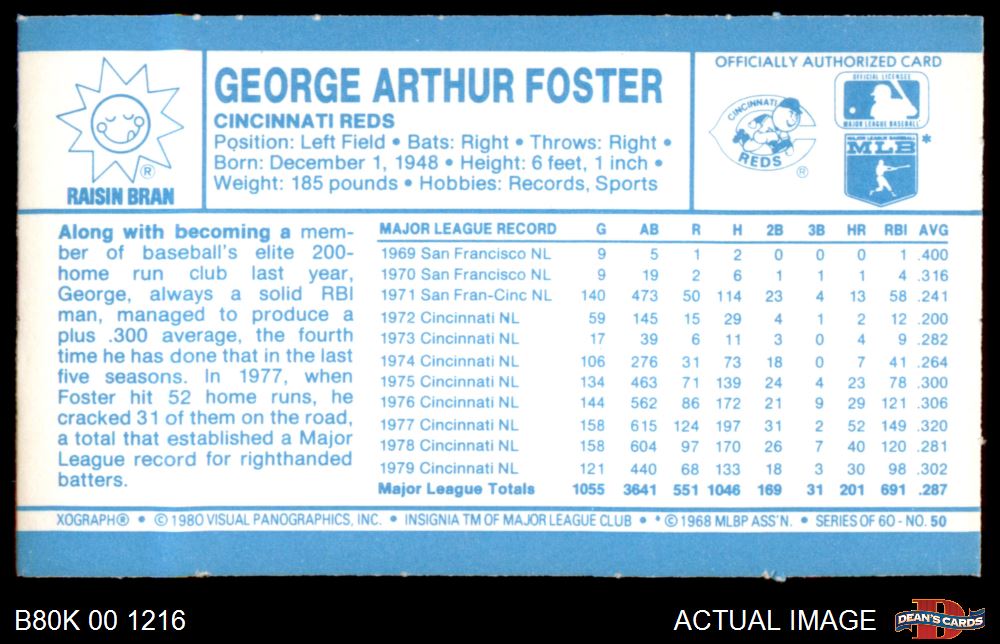 RAISIN BRAN
®
GEORGE ARTHUR FOSTER
CINCINNATI REDS
Position: Left Field • Bats: Right • Throws: Right •
Born: December 1, 1948 • Height: 6 feet, 1 inch •
Weight: 185 pounds • Hobbies: Records, Sports
OFFICIALLY AUTHORIZED CARD
CINCINNATI
REDS
®
OFFICIAL LICENSEE
MAJOR LEAGUE BASEBALL
MAJOR LEAGUE BASEBALL
MLB *
Along with becoming a mem-
ber of baseball's elite 200-
home run club last year,
George, always a solid RBI
man, managed to produce a
plus .300 average, the fourth
time he has done that in the last
five seasons. In 1977, when
Foster hit 52 home runs, he
cracked 31 of them on the road,
a total that established a Major
League record for righthanded
batters.
MAJOR LEAGUE RECORD G AB R H 2B 3B HR RBI AVG
1969 San Francisco NL 9 5 1 2 0 0 0 1 .400
1970 San Francisco NL 9 19 2 6 1 1 1 4 .316
1971 San Fran-Cinc NL 140 473 50 114 23 4 13 58 .241
1972 Cincinnati NL 59 145 15 29 4 1 2 12 .200
1973 Cincinnati NL 17 39 6 11 3 0 4 9 .282
1974 Cincinnati NL 106 276 31 73 18 0 7 41 .264
1975 Cincinnati NL 134 463 71 139 24 4 23 78 .300
1976 Cincinnati NL 144 562 86 172 21 9 29 121 .306
1977 Cincinnati NL 158 615 124 197 31 2 52 149 .320
1978 Cincinnati NL 158 604 97 170 26 7 40 120 .281
1979 Cincinnati NL 121 440 68 133 18 3 30 98 .302
Major League Totals 1055 3641 551 1046 169 31 201 691 .287
XOGRAPH® • © 1980 VISUAL PANOGRAPHICS, INC. • INSIGNIA TM OF MAJOR LEAGUE CLUB • * © 1968 MLBP ASS'N. • SERIES OF 60 - NO. 50
B80K 00 1216
ACTUAL IMAGE
DEAN'S CARDS